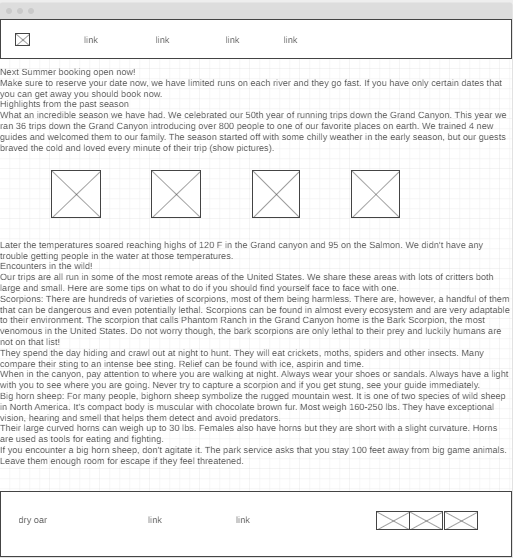 link link link link
Next Summer booking open now!
Make sure to reserve your date now, we have limited runs on each river and they go fast. If you have only certain dates that
you can get away you should book now.
Highlights from the past season
What an incredible season we have had. We celebrated our 50th year of running trips down the Grand Canyon. This year we
ran 36 trips down the Grand Canyon introducing over 800 people to one of our favorite places on earth. We trained 4 new
guides and welcomed them to our family. The season started off with some chilly weather in the early season, but our guests
braved the cold and loved every minute of their trip (show pictures).
Later the temperatures soared reaching highs of 120 F in the Grand canyon and 95 on the Salmon. We didn't have any
trouble getting people in the water at those temperatures.
Encounters in the wild!
Our trips are all run in some of the most remote areas of the United States. We share these areas with lots of critters both
large and small. Here are some tips on what to do if you should find yourself face to face with one.
Scorpions: There are hundreds of varieties of scorpions, most of them being harmless. There are, however, a handful of them
that can be dangerous and even potentially lethal. Scorpions can be found in almost every ecosystem and are very adaptable
to their environment. The scorpion that calls Phantom Ranch in the Grand Canyon home is the Bark Scorpion, the most
venomous in the United States. Do not worry though, the bark scorpions are only lethal to their prey and luckily humans are
not on that list!
They spend the day hiding and crawl out at night to hunt. They will eat crickets, moths, spiders and other insects. Many
compare their sting to an intense bee sting. Relief can be found with ice, aspirin and time.
When in the canyon, pay attention to where you are walking at night. Always wear your shoes or sandals. Always have a light
with you to see where you are going. Never try to capture a scorpion and if you get stung, see your guide immediately.
Big horn sheep: For many people, bighorn sheep symbolize the rugged mountain west. It is one of two species of wild sheep
in North America. It's compact body is muscular with chocolate brown fur. Most weigh 160-250 lbs. They have exceptional
vision, hearing and smell that helps them detect and avoid predators.
Their large curved horns can weigh up to 30 lbs. Females also have horns but they are short with a slight curvature. Horns
are used as tools for eating and fighting.
If you encounter a big horn sheep, don't agitate it. The park service asks that you stay 100 feet away from big game animals.
Leave them enough room for escape if they feel threatened.
dry oar link link